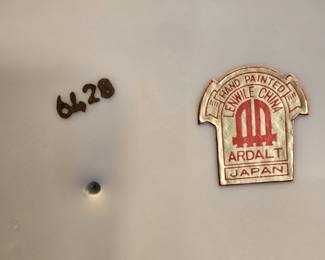 6428
HAND PAINTED
LENWILE CHINA
ARDALT
JAPAN